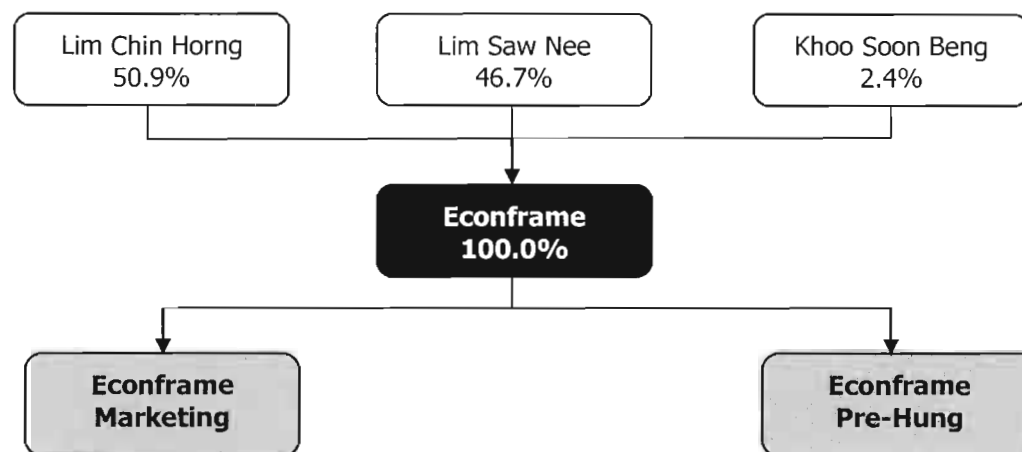 Lim Chin Horng
50.9%
Lim Saw Nee
46.7%
Khoo Soon Beng
2.4%
Econframe
100.0%
Econframe
Marketing
Econframe
Pre-Hung